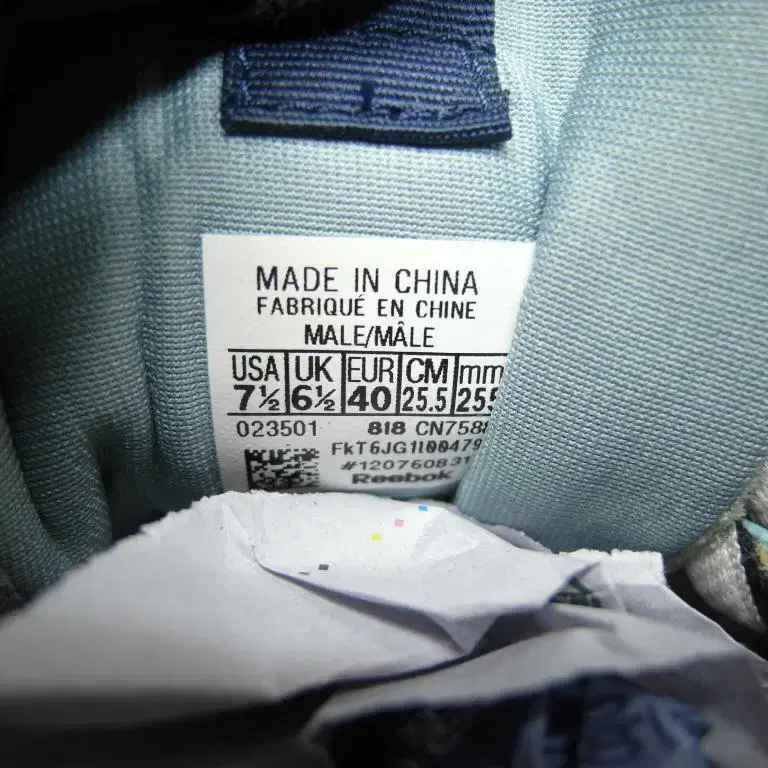 MADE IN CHINA
FABRIQUÉ EN CHINE
MALE/MÂLE
USA UK EUR CM mm
7½ 6½ 40 25.5 255
023501 818 CN758
#120760831
Reebok